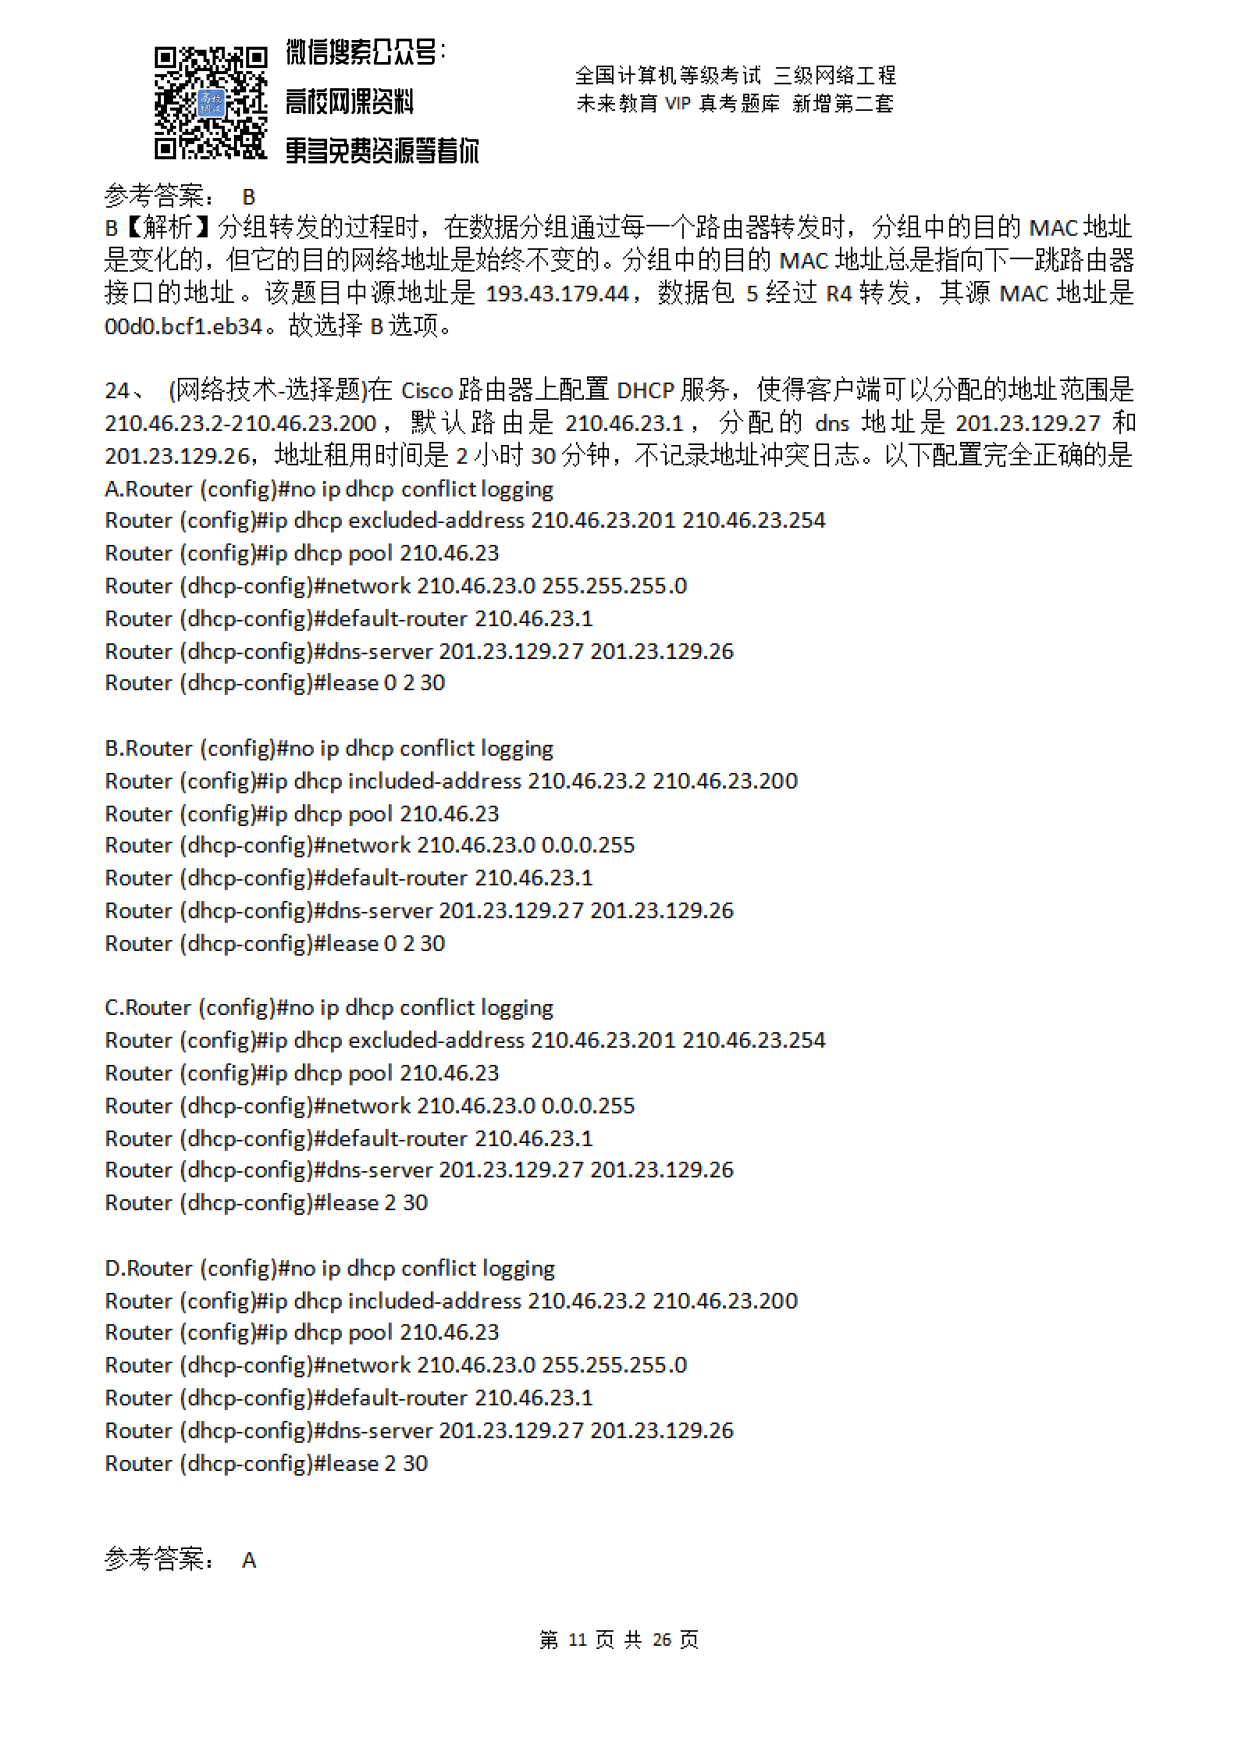 微信搜索公众号：
高校网课资料
更多免费资源等着你
全国计算机等级考试 三级网络工程
未来教育 VIP 真考题库 新增第二套
参考答案： B
B【解析】分组转发的过程时，在数据分组通过每一个路由器转发时，分组中的目的 MAC 地址
是变化的，但它的目的网络地址是始终不变的。分组中的目的 MAC 地址总是指向下一跳路由器
接口的地址。该题目中源地址是 193.43.179.44，数据包 5 经过 R4 转发，其源 MAC 地址是
00d0.bcf1.eb34。故选择 B 选项。
24、 (网络技术-选择题)在 Cisco 路由器上配置 DHCP 服务，使得客户端可以分配的地址范围是
210.46.23.2-210.46.23.200，默认路由是 210.46.23.1，分配的 dns 地址是 201.23.129.27 和
201.23.129.26，地址租用时间是 2 小时 30 分钟，不记录地址冲突日志。以下配置完全正确的是
A.Router (config)#no ip dhcp conflict logging
Router (config)#ip dhcp excluded-address 210.46.23.201 210.46.23.254
Router (config)#ip dhcp pool 210.46.23
Router (dhcp-config)#network 210.46.23.0 255.255.255.0
Router (dhcp-config)#default-router 210.46.23.1
Router (dhcp-config)#dns-server 201.23.129.27 201.23.129.26
Router (dhcp-config)#lease 0 2 30
B.Router (config)#no ip dhcp conflict logging
Router (config)#ip dhcp included-address 210.46.23.2 210.46.23.200
Router (config)#ip dhcp pool 210.46.23
Router (dhcp-config)#network 210.46.23.0 0.0.0.255
Router (dhcp-config)#default-router 210.46.23.1
Router (dhcp-config)#dns-server 201.23.129.27 201.23.129.26
Router (dhcp-config)#lease 0 2 30
C.Router (config)#no ip dhcp conflict logging
Router (config)#ip dhcp excluded-address 210.46.23.201 210.46.23.254
Router (config)#ip dhcp pool 210.46.23
Router (dhcp-config)#network 210.46.23.0 0.0.0.255
Router (dhcp-config)#default-router 210.46.23.1
Router (dhcp-config)#dns-server 201.23.129.27 201.23.129.26
Router (dhcp-config)#lease 2 30
D.Router (config)#no ip dhcp conflict logging
Router (config)#ip dhcp included-address 210.46.23.2 210.46.23.200
Router (config)#ip dhcp pool 210.46.23
Router (dhcp-config)#network 210.46.23.0 255.255.255.0
Router (dhcp-config)#default-router 210.46.23.1
Router (dhcp-config)#dns-server 201.23.129.27 201.23.129.26
Router (dhcp-config)#lease 2 30
参考答案： A
第 11 页 共 26 页